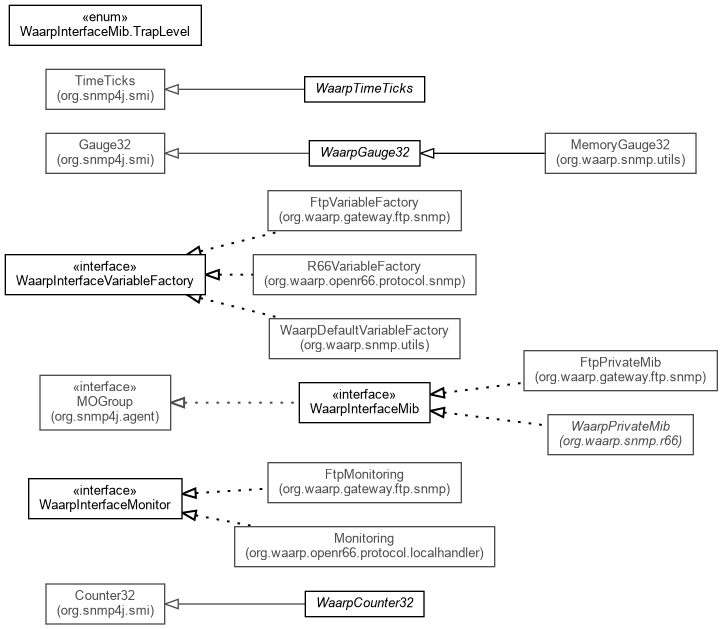 «enum»
WaarpInterfaceMib.TrapLevel
TimeTicks
(org.snmp4j.smi)
WaarpTimeTicks
Gauge32
(org.snmp4j.smi)
WaarpGauge32
MemoryGauge32
(org.waarp.snmp.utils)
FtpVariableFactory
(org.waarp.gateway.ftp.snmp)
«interface»
WaarpInterfaceVariableFactory
R66VariableFactory
(org.waarp.openr66.protocol.snmp)
WaarpDefaultVariableFactory
(org.waarp.snmp.utils)
FtpPrivateMib
(org.waarp.gateway.ftp.snmp)
«interface»
MOGroup
(org.snmp4j.agent)
«interface»
WaarpInterfaceMib
WaarpPrivateMib
(org.waarp.snmp.r66)
FtpMonitoring
(org.waarp.gateway.ftp.snmp)
«interface»
WaarpInterfaceMonitor
Monitoring
(org.waarp.openr66.protocol.localhandler)
Counter32
(org.snmp4j.smi)
WaarpCounter32